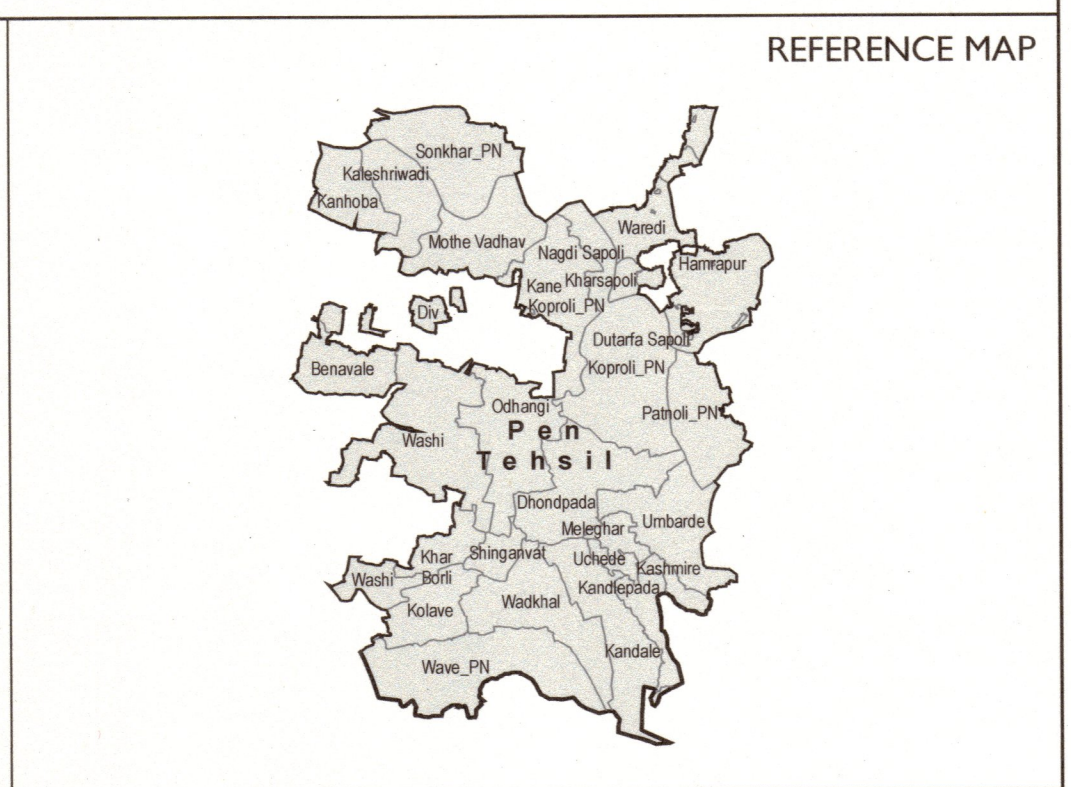 REFERENCE MAP
Sonkhar_PN
Kaleshriwadi
Kanhoba
Waredi
Mothe Vadhav
Nagdi Sapoli
Hamrapur
Kane
Kharsapoli
Koproli_PN
Div
Dutarfa Sapoli
Benavale
Koproli_PN
Odhangi
Patnoli_PN
Pen
Tehsil
Washi
Dhondpada
Umbarde
Meleghar
Khar
Shinganvat
Uchede
Kashmire
Washi
Borli
Kandlepada
Kolave
Wadkhal
Kandale
Wave_PN